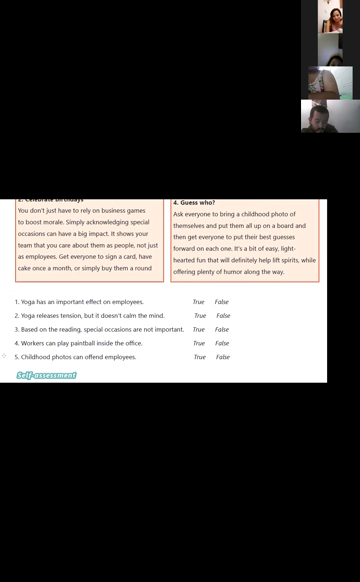 2. Celebrate birthdays
You don't just have to rely on business games
to boost morale. Simply acknowledging special
occasions can have a big impact. It shows your
team that you care about them as people, not just
as employees. Get everyone to sign a card, have
cake once a month, or simply buy them a round
4. Guess who?
Ask everyone to bring a childhood photo of
themselves and put them all up on a board and
then get everyone to put their best guesses
forward on each one. It's a bit of easy, light-
hearted fun that will definitely help lift spirits, while
offering plenty of humor along the way.
1. Yoga has an important effect on employees. True False
2. Yoga releases tension, but it doesn't calm the mind. True False
3. Based on the reading, special occasions are not important. True False
4. Workers can play paintball inside the office. True False
5. Childhood photos can offend employees. True False
Self-assessment